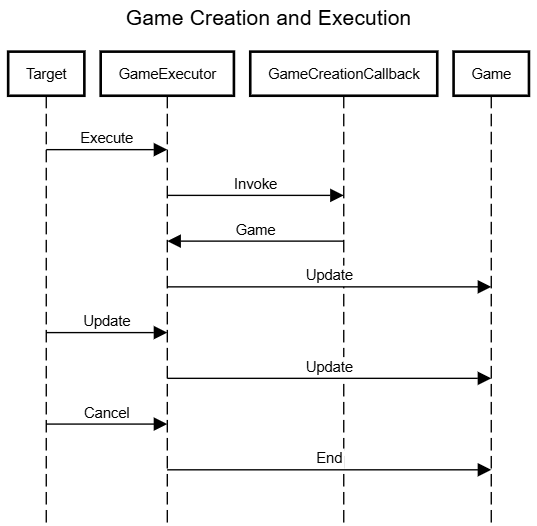 Game Creation and Execution
Target
GameExecutor
GameCreationCallback
Game
Execute
Invoke
Game
Update
Update
Update
Cancel
End